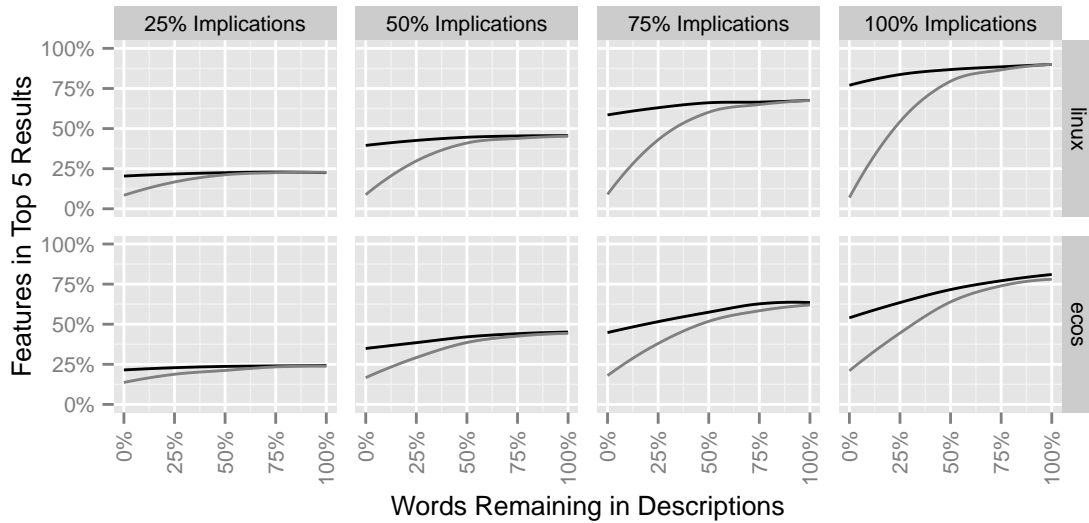 25% Implications 50% Implications 75% Implications 100% Implications
Features in Top 5 Results
100%
75%
50%
25%
0%
linux
100%
75%
50%
25%
0%
ecos
0% 25% 50% 75% 100% 0% 25% 50% 75% 100% 0% 25% 50% 75% 100% 0% 25% 50% 75% 100%
Words Remaining in Descriptions